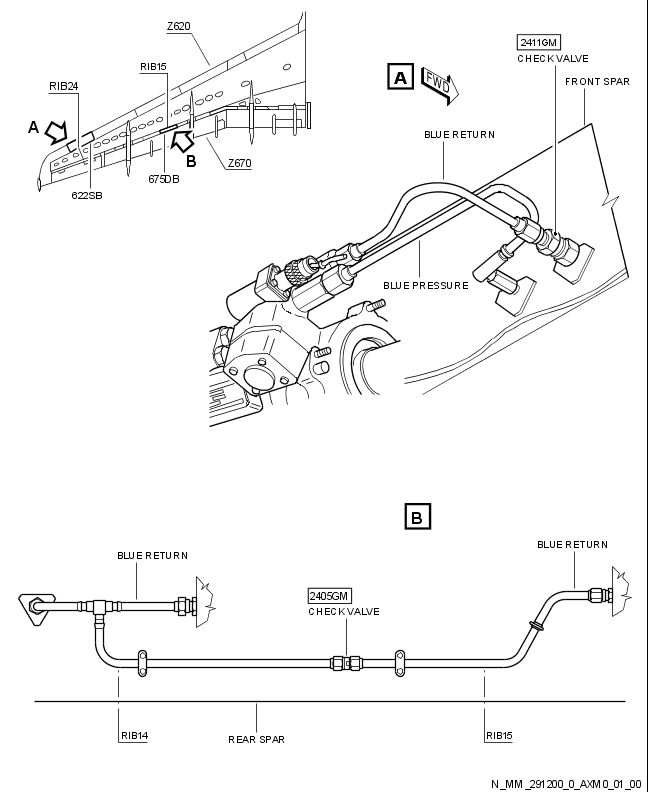 Z620
RIB15
RIB24
A
B
Z670
675DB
622SB
A
FWD
2411GM
CHECK VALVE
FRONT SPAR
BLUE RETURN
BLUE PRESSURE
B
BLUE RETURN
BLUE RETURN
2405GM
CHECK VALVE
RIB14
REAR SPAR
RIB15
N_MM_291200_0_AXM0_01_00